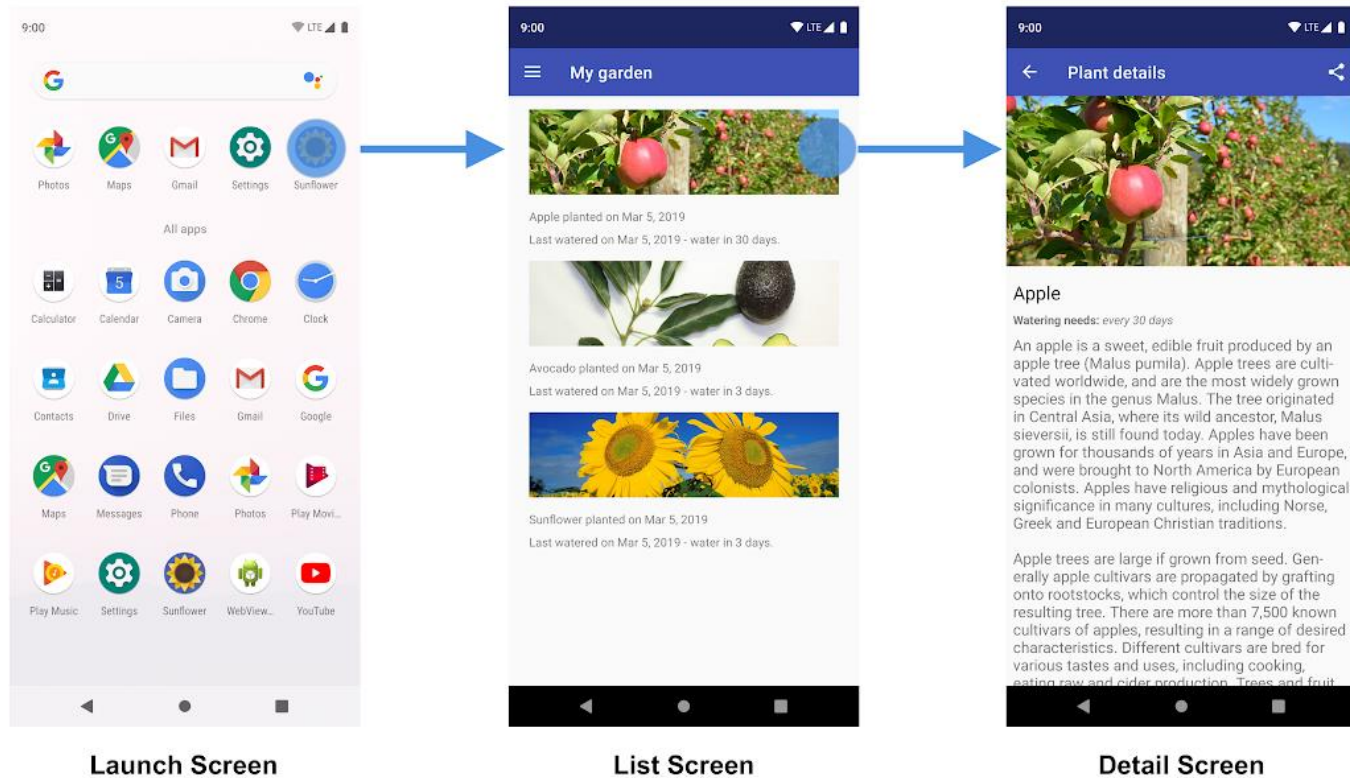 9:00
LTE
Photos
Maps
Gmail
Settings
Sunflower
All apps
5
Calculator
Calendar
Camera
Chrome
Clock
Contacts
Drive
Files
Gmail
Google
Maps
Messages
Phone
Photos
Play Movi...
Play Music
Settings
Sunflower
WebView...
YouTube
Launch Screen
9:00
LTE
My garden
Apple planted on Mar 5, 2019
Last watered on Mar 5, 2019 - water in 30 days.
Avocado planted on Mar 5, 2019
Last watered on Mar 5, 2019 - water in 3 days.
Sunflower planted on Mar 5, 2019
Last watered on Mar 5, 2019 - water in 3 days.
List Screen
9:00
LTE
Plant details
Apple
Watering needs: every 30 days
An apple is a sweet, edible fruit produced by an
apple tree (Malus pumila). Apple trees are culti-
vated worldwide, and are the most widely grown
species in the genus Malus. The tree originated
in Central Asia, where its wild ancestor, Malus
sieversii, is still found today. Apples have been
grown for thousands of years in Asia and Europe,
and were brought to North America by European
colonists. Apples have religious and mythological
significance in many cultures, including Norse,
Greek and European Christian traditions.
Apple trees are large if grown from seed. Gen-
erally apple cultivars are propagated by grafting
onto rootstocks, which control the size of the
resulting tree. There are more than 7,500 known
cultivars of apples, resulting in a range of desired
characteristics. Different cultivars are bred for
various tastes and uses, including cooking,
eating raw and cider production. Trees and fruit
Detail Screen